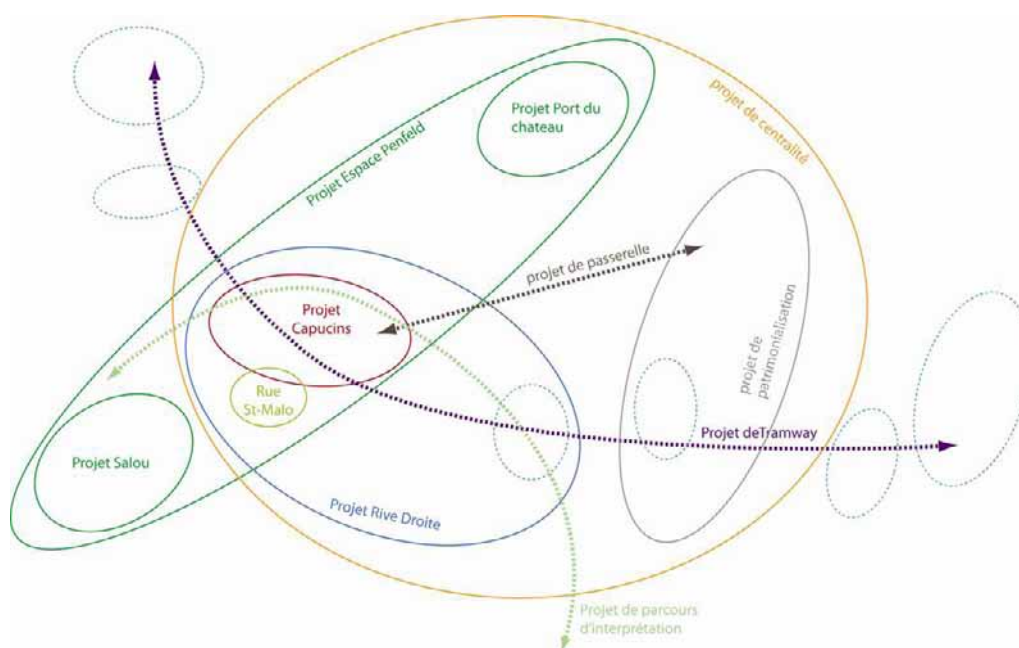 Projet Port du
chateau
projet de centralité
Projet Espace Penfeld
projet de passerelle
Projet
Capucins
projet de
patrimonialisation
Rue
St-Malo
Projet deTramway
Projet Salou
Projet Rive Droite
Projet de parcours
d'interprétation